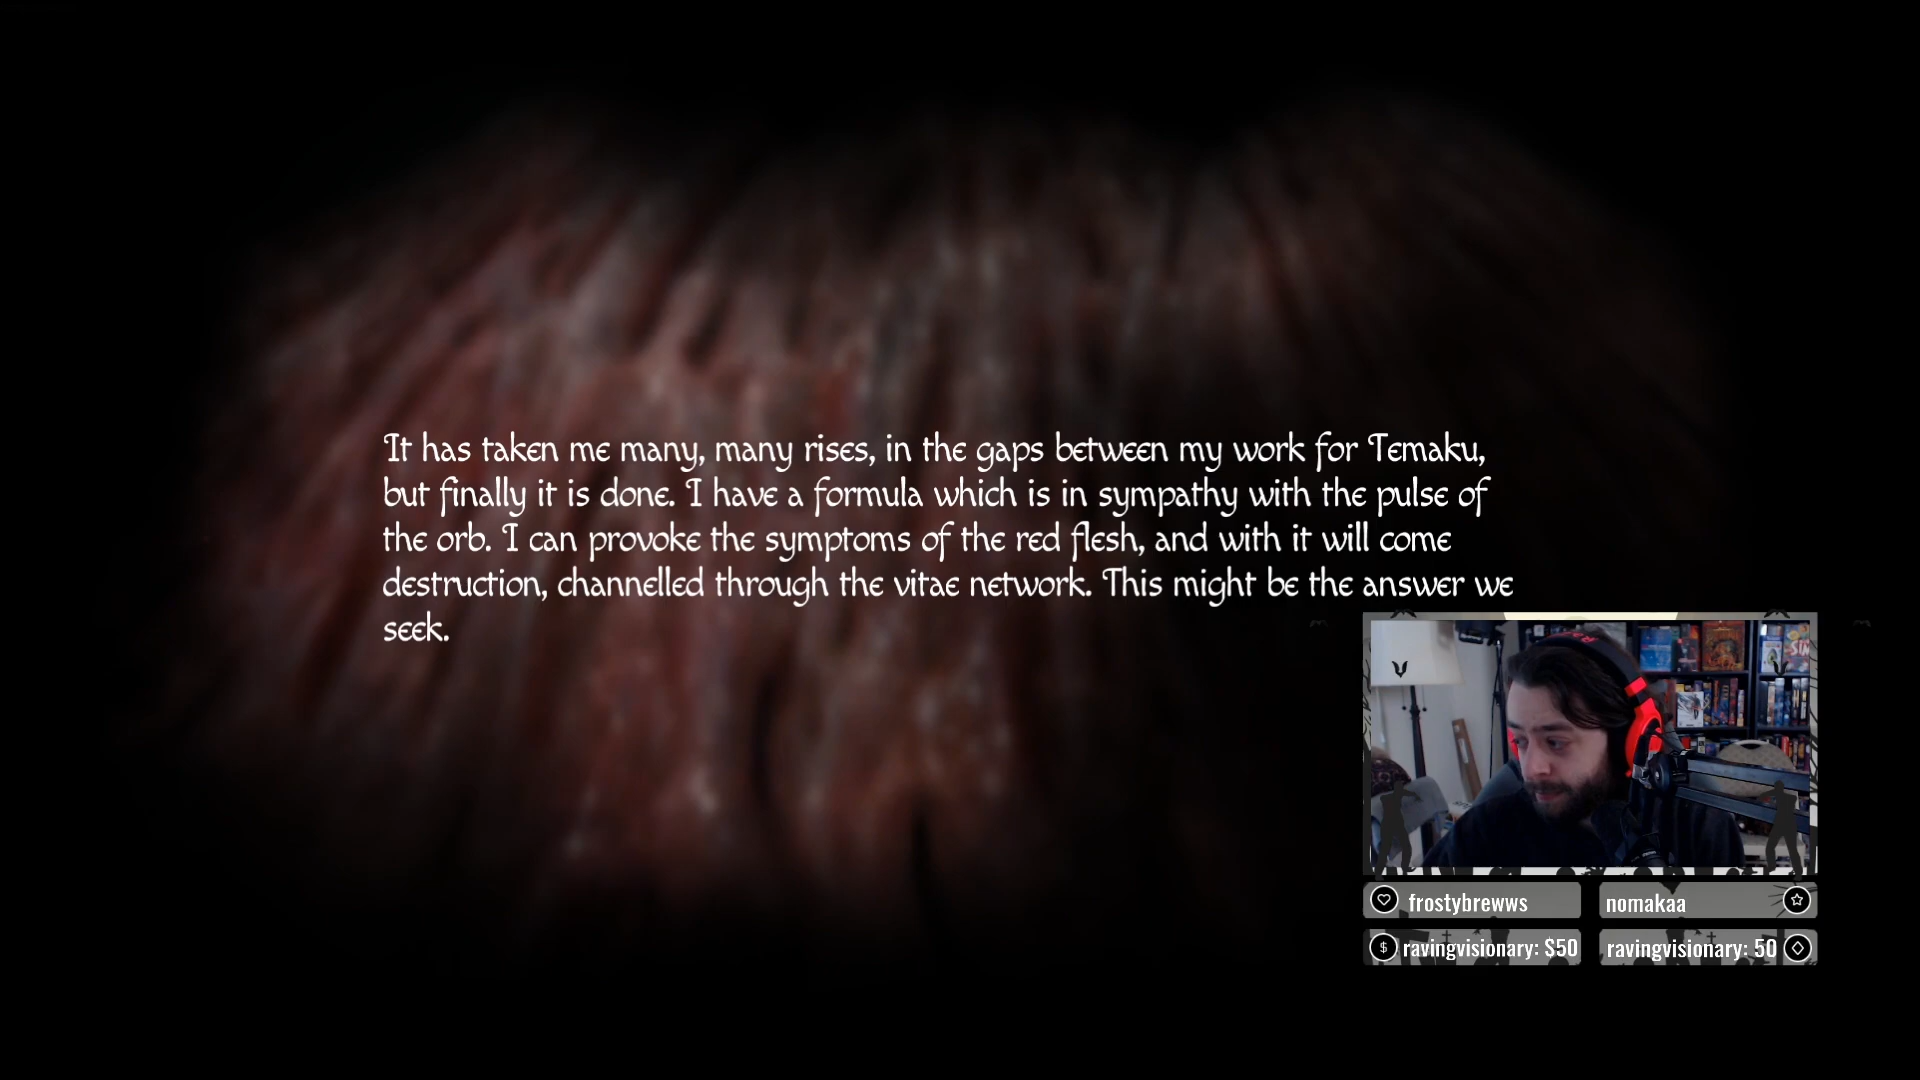 It has taken me many, many rises, in the gaps between my work for Temaku,
but finally it is done. I have a formula which is in sympathy with the pulse of
the orb. I can provoke the symptoms of the red flesh, and with it will come
destruction, channelled through the vitae network. This might be the answer we
seek.
frostybrewws
nomakaa
$ ravingvisionary: $50
ravingvisionary: 50